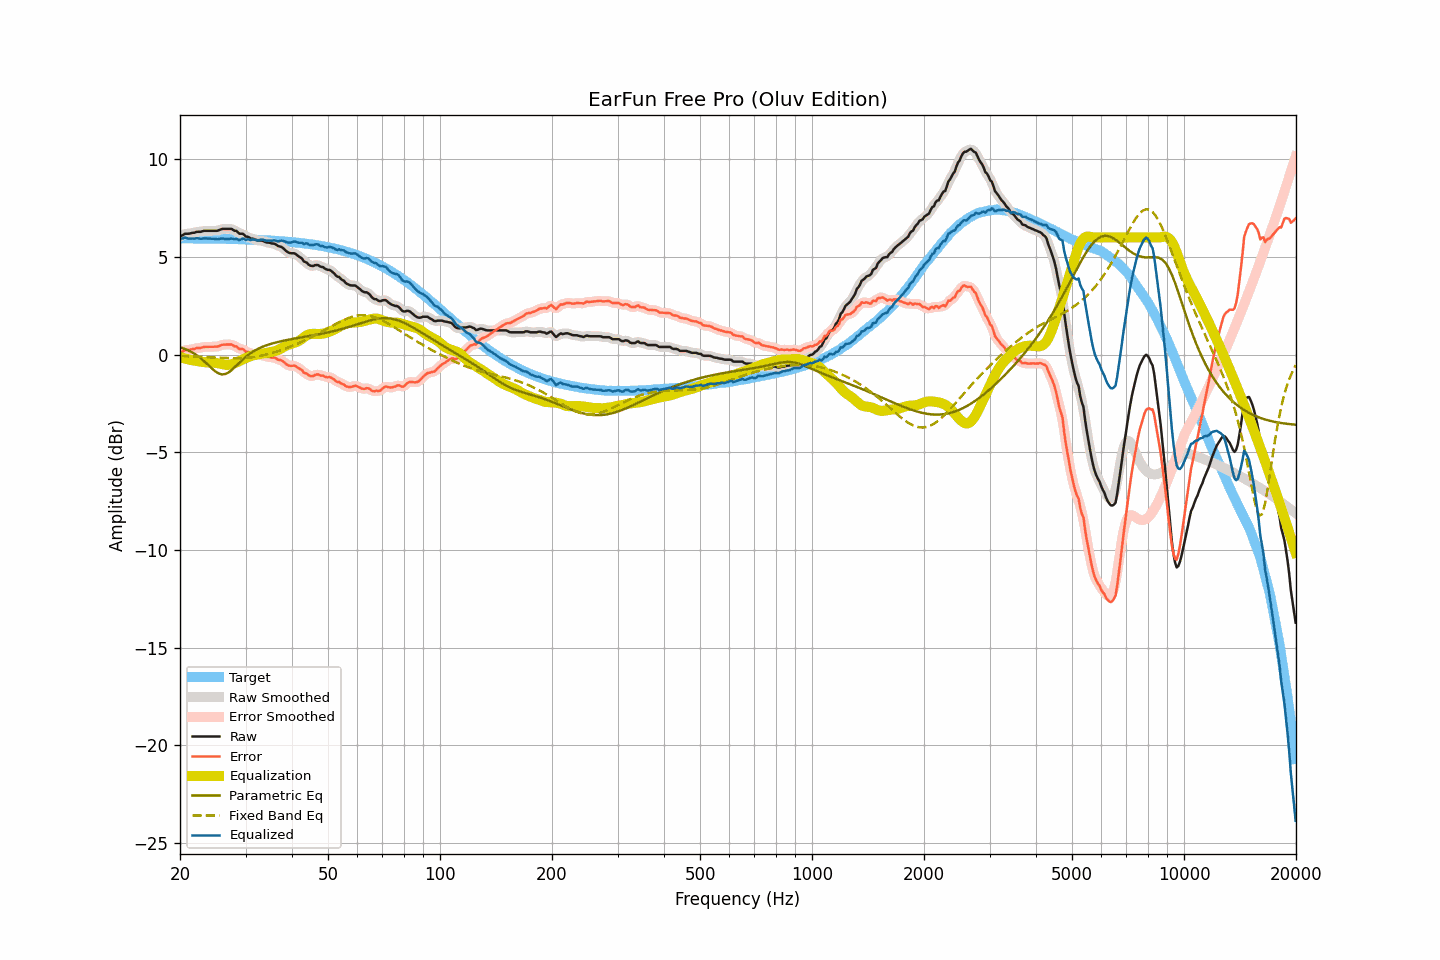 EarFun Free Pro (Oluv Edition)
Amplitude (dBr)
10
5
0
−5
−10
−15
−20
−25
Target
Raw Smoothed
Error Smoothed
Raw
Error
Equalization
Parametric Eq
Fixed Band Eq
Equalized
20 50 100 200 500 1000 2000 5000 10000 20000
Frequency (Hz)